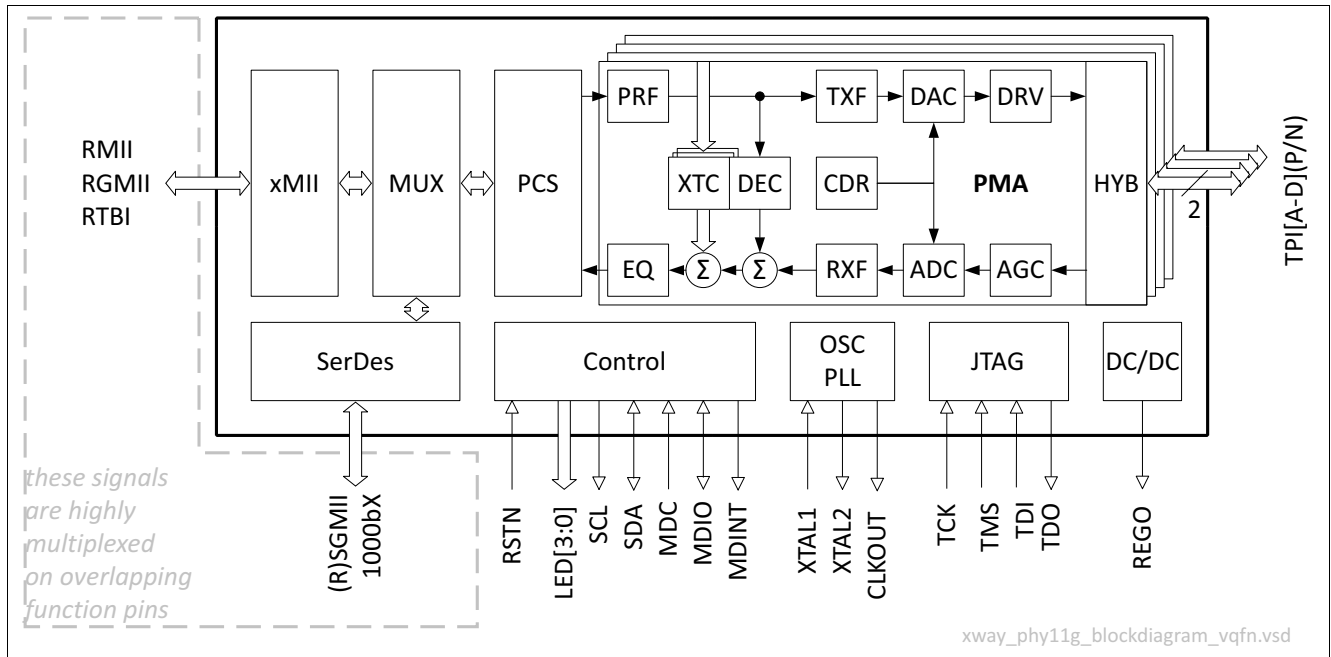 RMII
RGMII
RTBI
xMII
MUX
PCS
PRF
TXF
DAC
DRV
XTC
DEC
CDR
PMA
HYB
2
TPI[A-D](P/N)
EQ
Σ
Σ
RXF
ADC
AGC
SerDes
Control
OSC
PLL
JTAG
DC/DC
these signals
are highly
multiplexed
on overlapping
function pins
(R)SGMII
1000bX
RSTN
LED[3:0]
SCL
SDA
MDC
MDIO
MDINT
XTAL1
XTAL2
CLKOUT
TCK
TMS
TDI
TDO
REGO
xway_phy11g_blockdiagram_vqfn.vsd